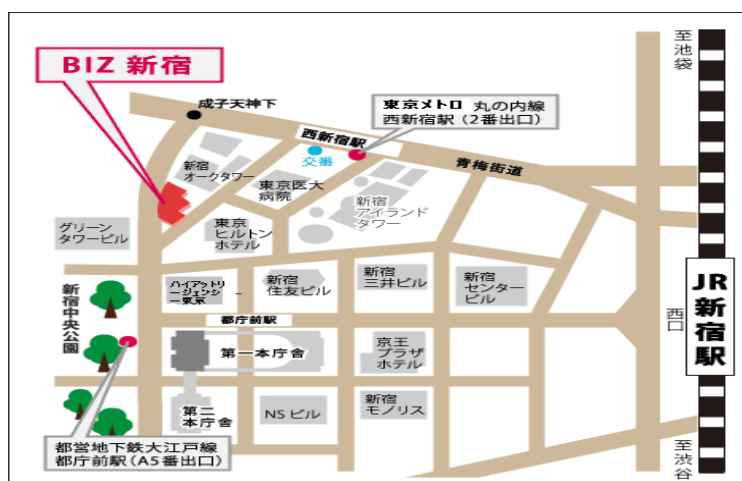 BIZ 新宿
成子天神下
東京メトロ 丸の内線
西新宿駅（2番出口）
西新宿駅
交番
青梅街道
至池袋
新宿
オークタワー
東京医大
病院
新宿
アイランド
タワー
グリーン
タワービル
東京
ヒルトン
ホテル
新宿中央公園
ハイアットリ
ージェンシ
ー東京
新宿
住友ビル
新宿
三井ビル
新宿
センター
ビル
JR新宿駅
西口
都庁前駅
第一本庁舎
京王
プラザ
ホテル
第二
本庁舎
NSビル
新宿
モノリス
都営地下鉄大江戸線
都庁前駅（A5番出口）
至渋谷